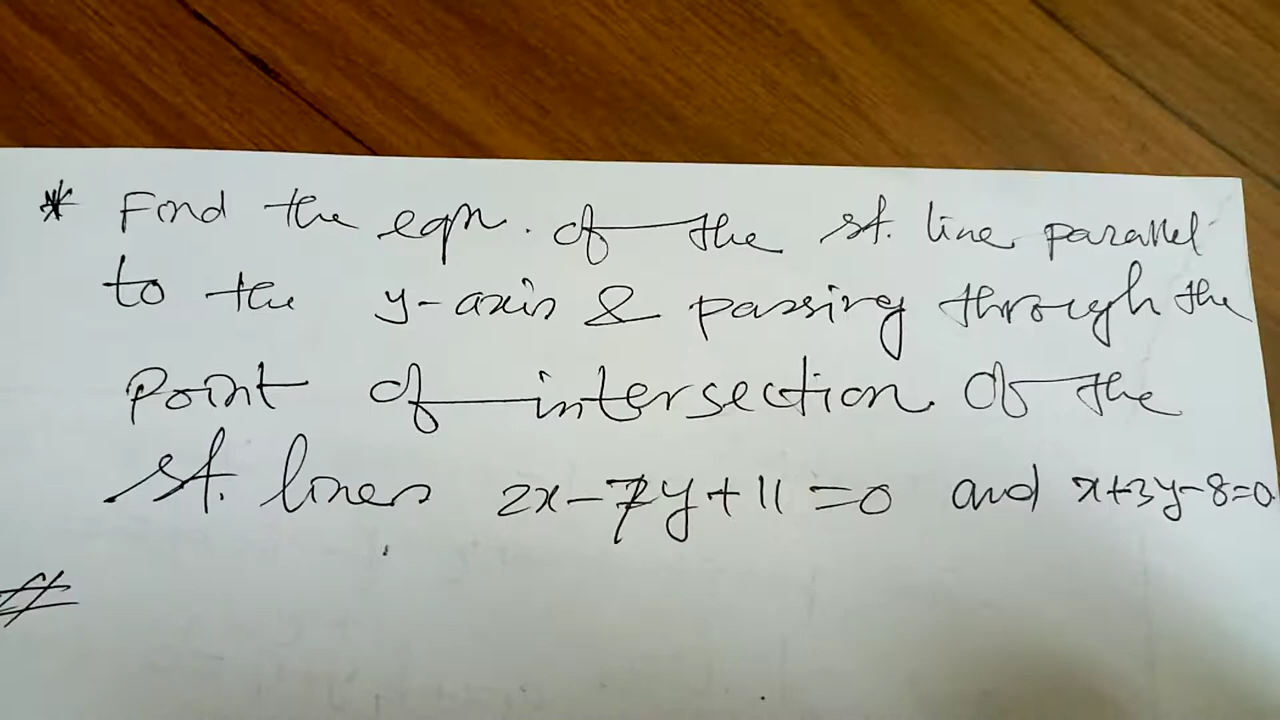 * Find the eqn. of the st. line parallel
to the y-axis & passing through the
point of intersection of the
st. lines 2x-7y+11=0 and x+3y-8=0
#